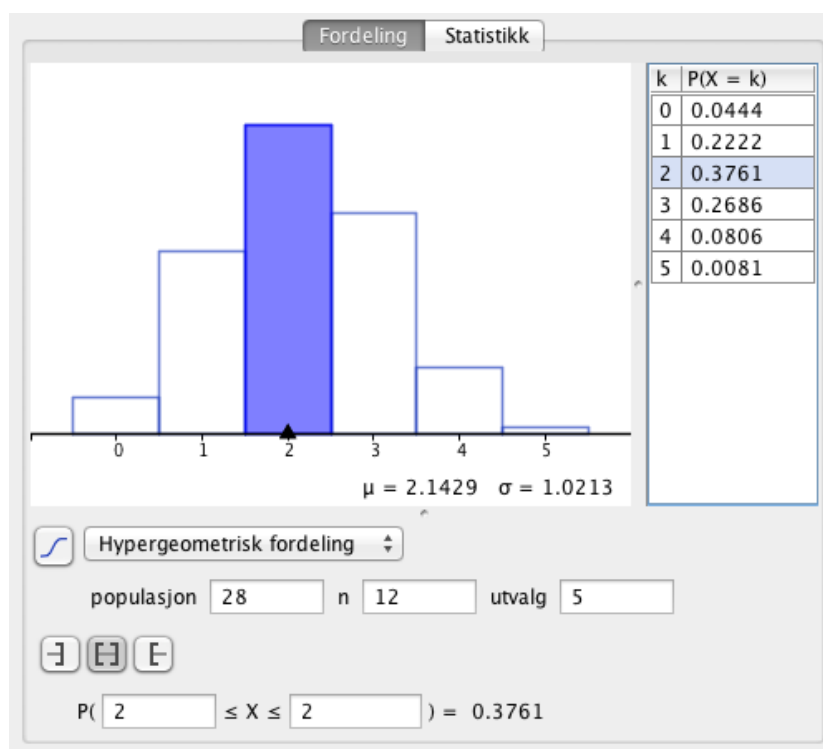 Fordeling Statistikk
k P(X = k)
0 0.0444
1 0.2222
2 0.3761
3 0.2686
4 0.0806
5 0.0081
0 1 2 3 4 5
μ = 2.1429 σ = 1.0213
Hypergeometrisk fordeling
populasjon 28 n 12 utvalg 5
P( 2 ≤ X ≤ 2 ) = 0.3761